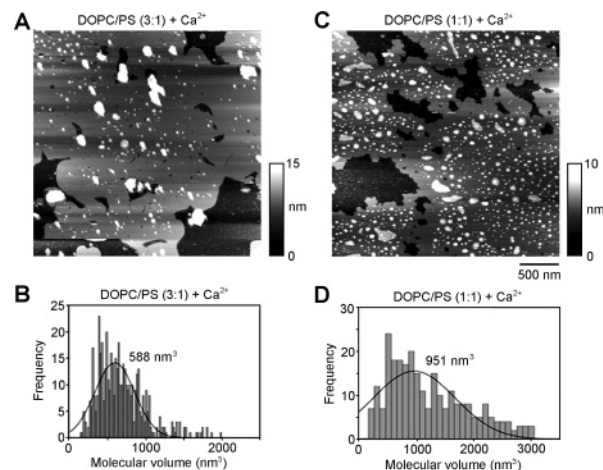 A
DOPC/PS (3:1) + Ca²⁺
15
nm
0
C
DOPC/PS (1:1) + Ca²⁺
10
nm
0
500 nm
B
DOPC/PS (3:1) + Ca²⁺
25
20
15
10
5
0
Frequency
588 nm³
0
1000
2000
Molecular volume (nm³)
D
DOPC/PS (1:1) + Ca²⁺
30
20
10
0
Frequency
951 nm³
0
1000
2000
3000
Molecular volume (nm³)